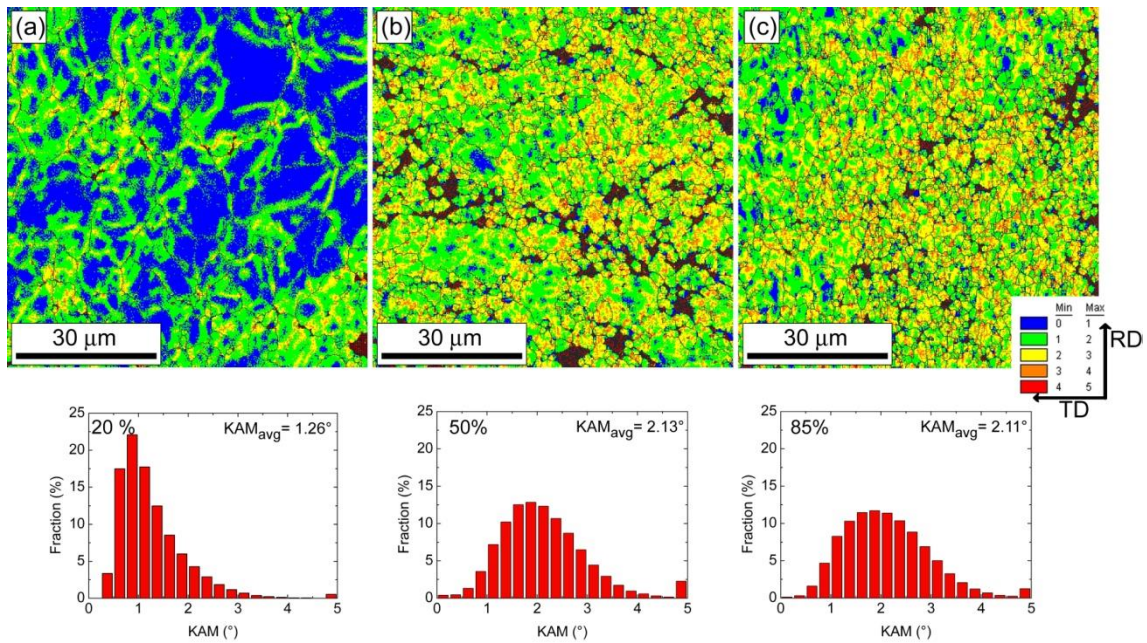 (a)
(b)
(c)
30 µm
30 µm
30 µm
Min Max
0 1
1 2
2 3
3 4
4 5
RD
TD
20 %
KAMavg= 1.26°
Fraction (%)
25
20
15
10
5
0
0 1 2 3 4 5
KAM (°)
50%
KAMavg= 2.13°
Fraction (%)
25
20
15
10
5
0
0 1 2 3 4 5
KAM (°)
85%
KAMavg= 2.11°
Fraction (%)
25
20
15
10
5
0
0 1 2 3 4 5
KAM (°)